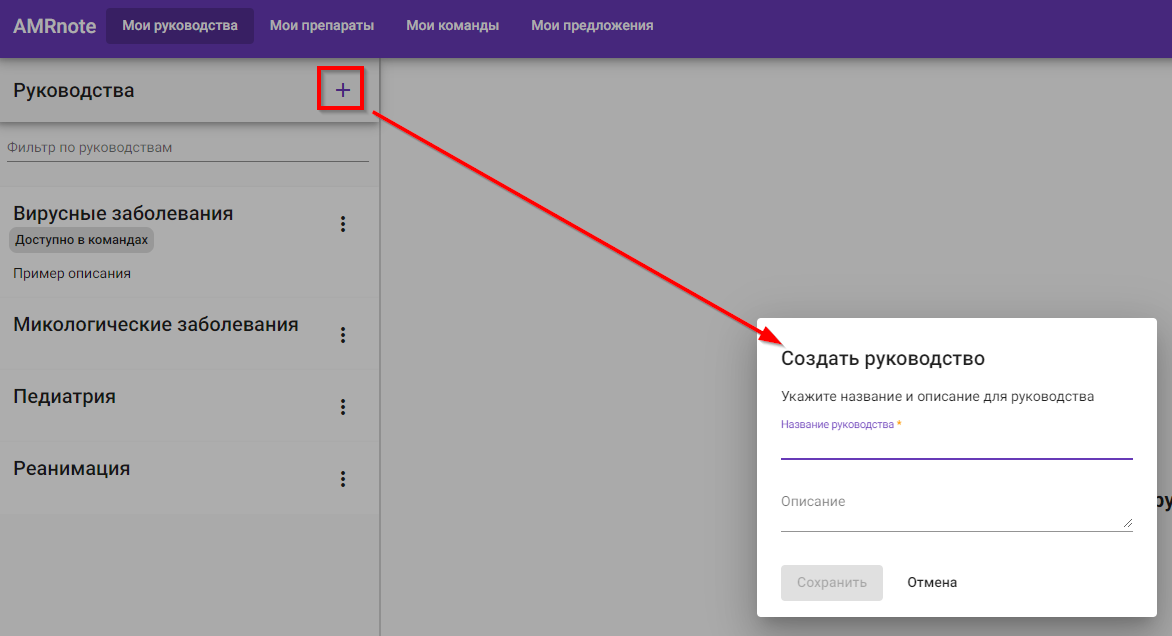 AMRnote Мои руководства Мои препараты Мои команды Мои предложения
Руководства +
Фильтр по руководствам
Вирусные заболевания
Доступно в командах
Пример описания
Микологические заболевания
Педиатрия
Реанимация
Создать руководство
Укажите название и описание для руководства
Название руководства *
Описание
Сохранить Отмена